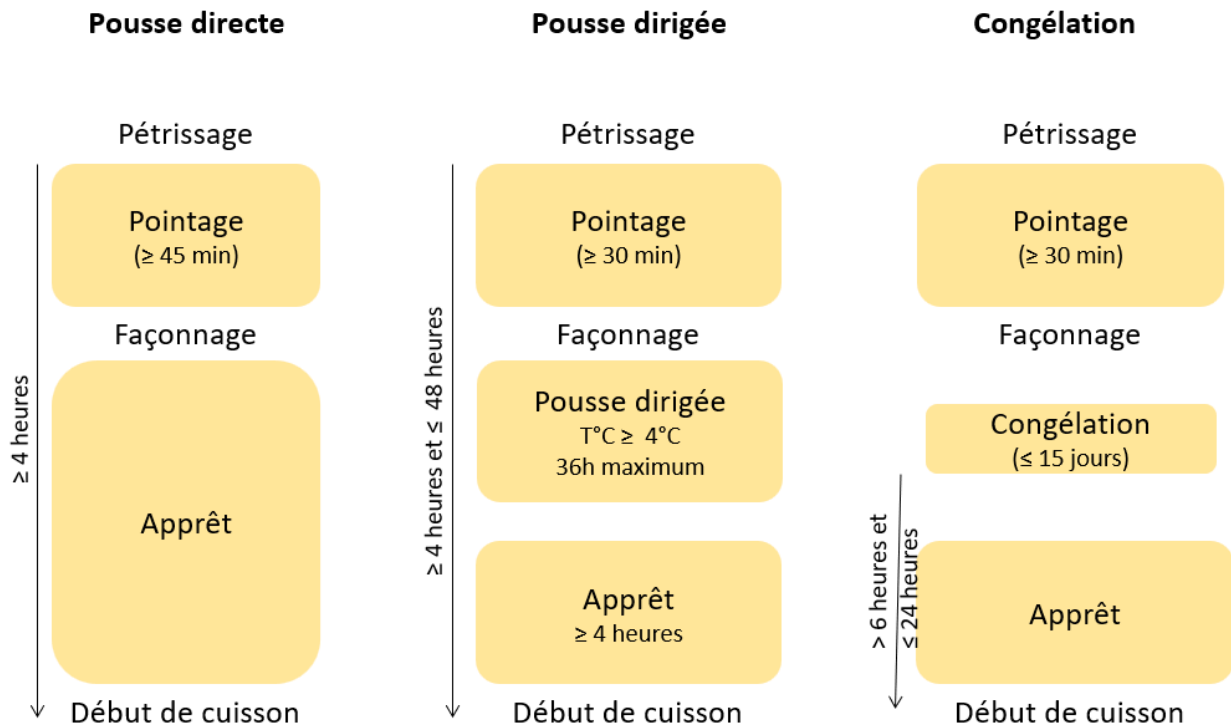 Pousse directe
Pétrissage
Pointage
(≥ 45 min)
Façonnage
Apprêt
Début de cuisson
≥ 4 heures
Pousse dirigée
Pétrissage
Pointage
(≥ 30 min)
Façonnage
Pousse dirigée
T°C ≥ 4°C
36h maximum
Apprêt
≥ 4 heures
Début de cuisson
≥ 4 heures et ≤ 48 heures
Congélation
Pétrissage
Pointage
(≥ 30 min)
Façonnage
Congélation
(≤ 15 jours)
Apprêt
Début de cuisson
> 6 heures et
≤ 24 heures